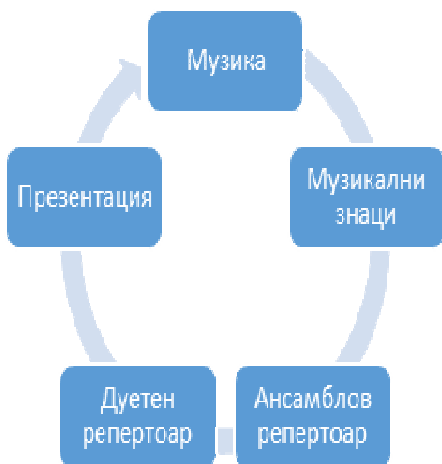 Музика
Музикални
знаци
Ансамблов
репертоар
Дуетен
репертоар
Презентация